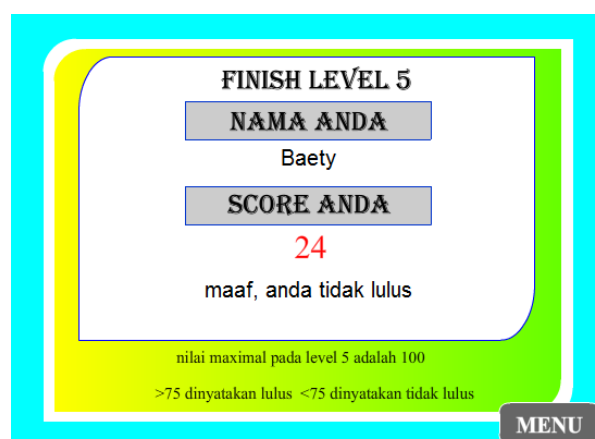 FINISH LEVEL 5
NAMA ANDA
Baety
SCORE ANDA
24
maaf, anda tidak lulus
nilai maximal pada level 5 adalah 100
>75 dinyatakan lulus <75 dinyatakan tidak lulus
MENU